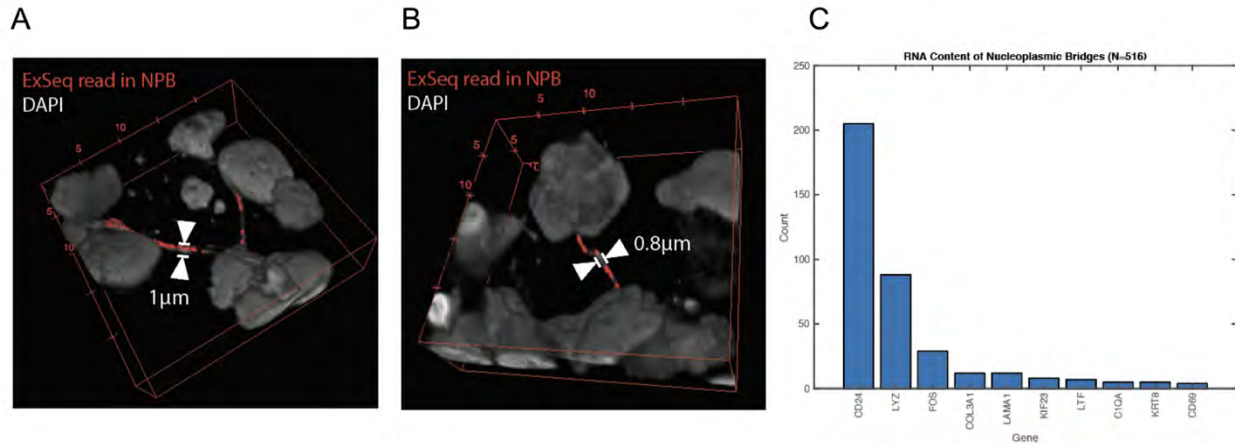 A
B
C
ExSeq read in NPB
DAPI
5
10
15
5
10
1µm
ExSeq read in NPB
DAPI
5
10
5
5
10
0.8µm
RNA Content of Nucleoplasmic Bridges (N=516)
250
200
150
100
50
0
Count
CD24
LYZ
FOS
COL3A1
LAMA1
KIF23
LTF
C1QA
KRT8
CD69
Gene